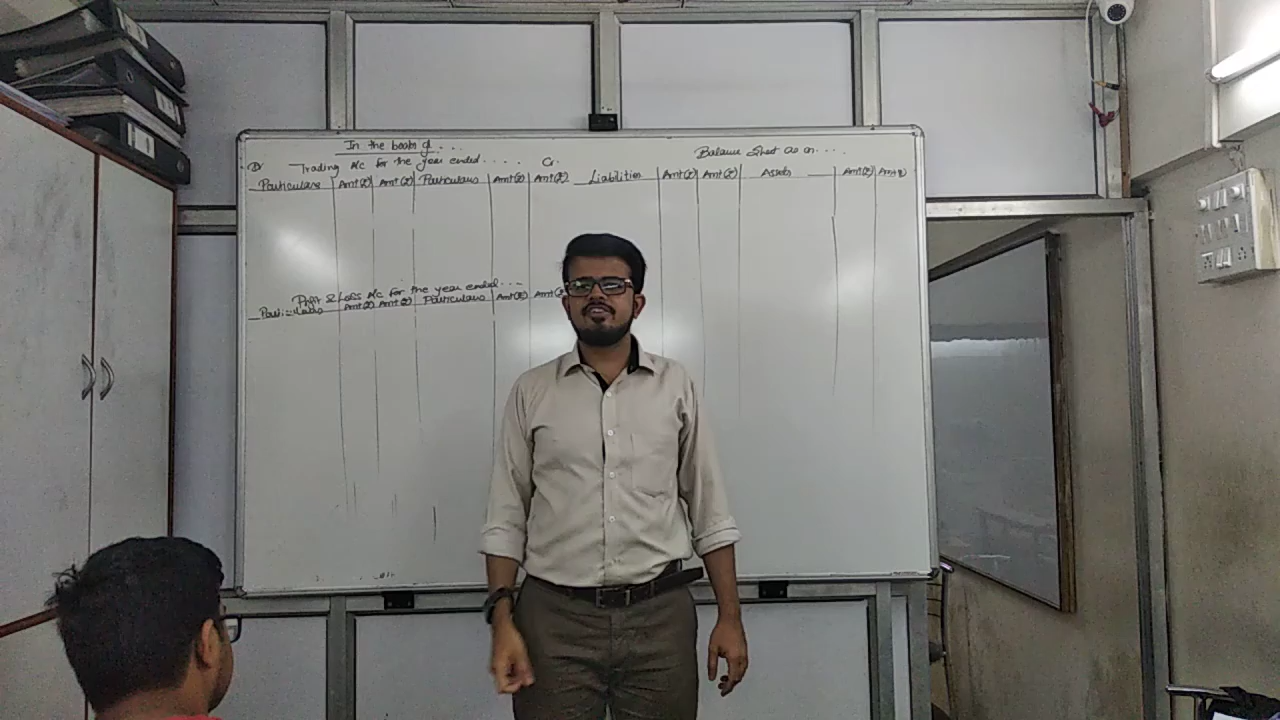 In the books of ...
Dr Trading A/c for the year ended.... Cr.
Particulars Amt(₹) Amt(₹) Particulars Amt(₹) Amt(₹)
Profit & Loss A/c for the year ended...
Particulars Amt(₹) Amt(₹) Particulars Amt(₹) Amt(₹
Balance Sheet as on....
Liabilities Amt(₹) Amt(₹) Assets Amt(₹) Amt(₹)